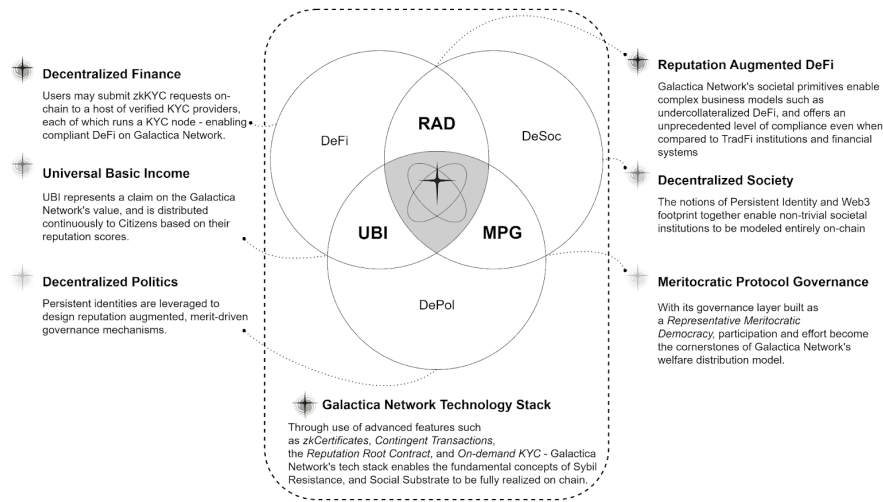 Decentralized Finance
Users may submit zkKYC requests on-
chain to a host of verified KYC providers,
each of which runs a KYC node - enabling
compliant DeFi on Galactica Network.
Universal Basic Income
UBI represents a claim on the Galactica
Network's value, and is distributed
continuously to Citizens based on their
reputation scores.
Decentralized Politics
Persistent identities are leveraged to
design reputation augmented, merit-driven
governance mechanisms.
DeFi
RAD
DeSoc
UBI
MPG
DePol
Reputation Augmented DeFi
Galactica Network's societal primitives enable
complex business models such as
undercollateralized DeFi, and offers an
unprecedented level of compliance even when
compared to TradFi institutions and financial
systems
Decentralized Society
The notions of Persistent Identity and Web3
footprint together enable non-trivial societal
institutions to be modeled entirely on-chain
Meritocratic Protocol Governance
With its governance layer built as
a Representative Meritocratic
Democracy, participation and effort become
the cornerstones of Galactica Network's
welfare distribution model.
Galactica Network Technology Stack
Through use of advanced features such
as zkCertificates, Contingent Transactions,
the Reputation Root Contract, and On-demand KYC - Galactica
Network's tech stack enables the fundamental concepts of Sybil
Resistance, and Social Substrate to be fully realized on chain.